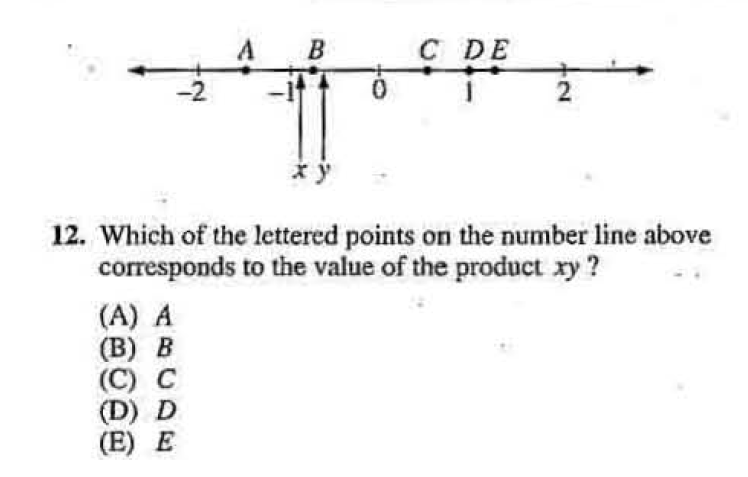 A B C D E
-2 -1 0 1 2
x y
12. Which of the lettered points on the number line above
corresponds to the value of the product xy ?
(A) A
(B) B
(C) C
(D) D
(E) E